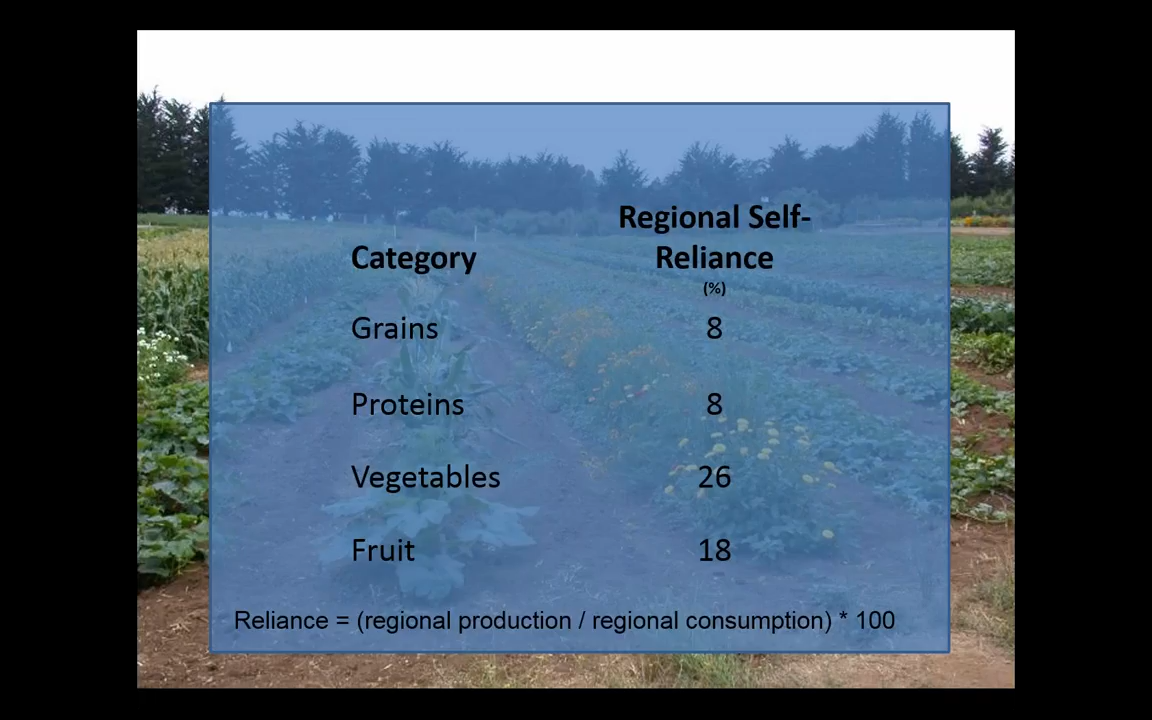 Category
Regional Self-
Reliance
(%)
Grains 8
Proteins 8
Vegetables 26
Fruit 18
Reliance = (regional production / regional consumption) * 100